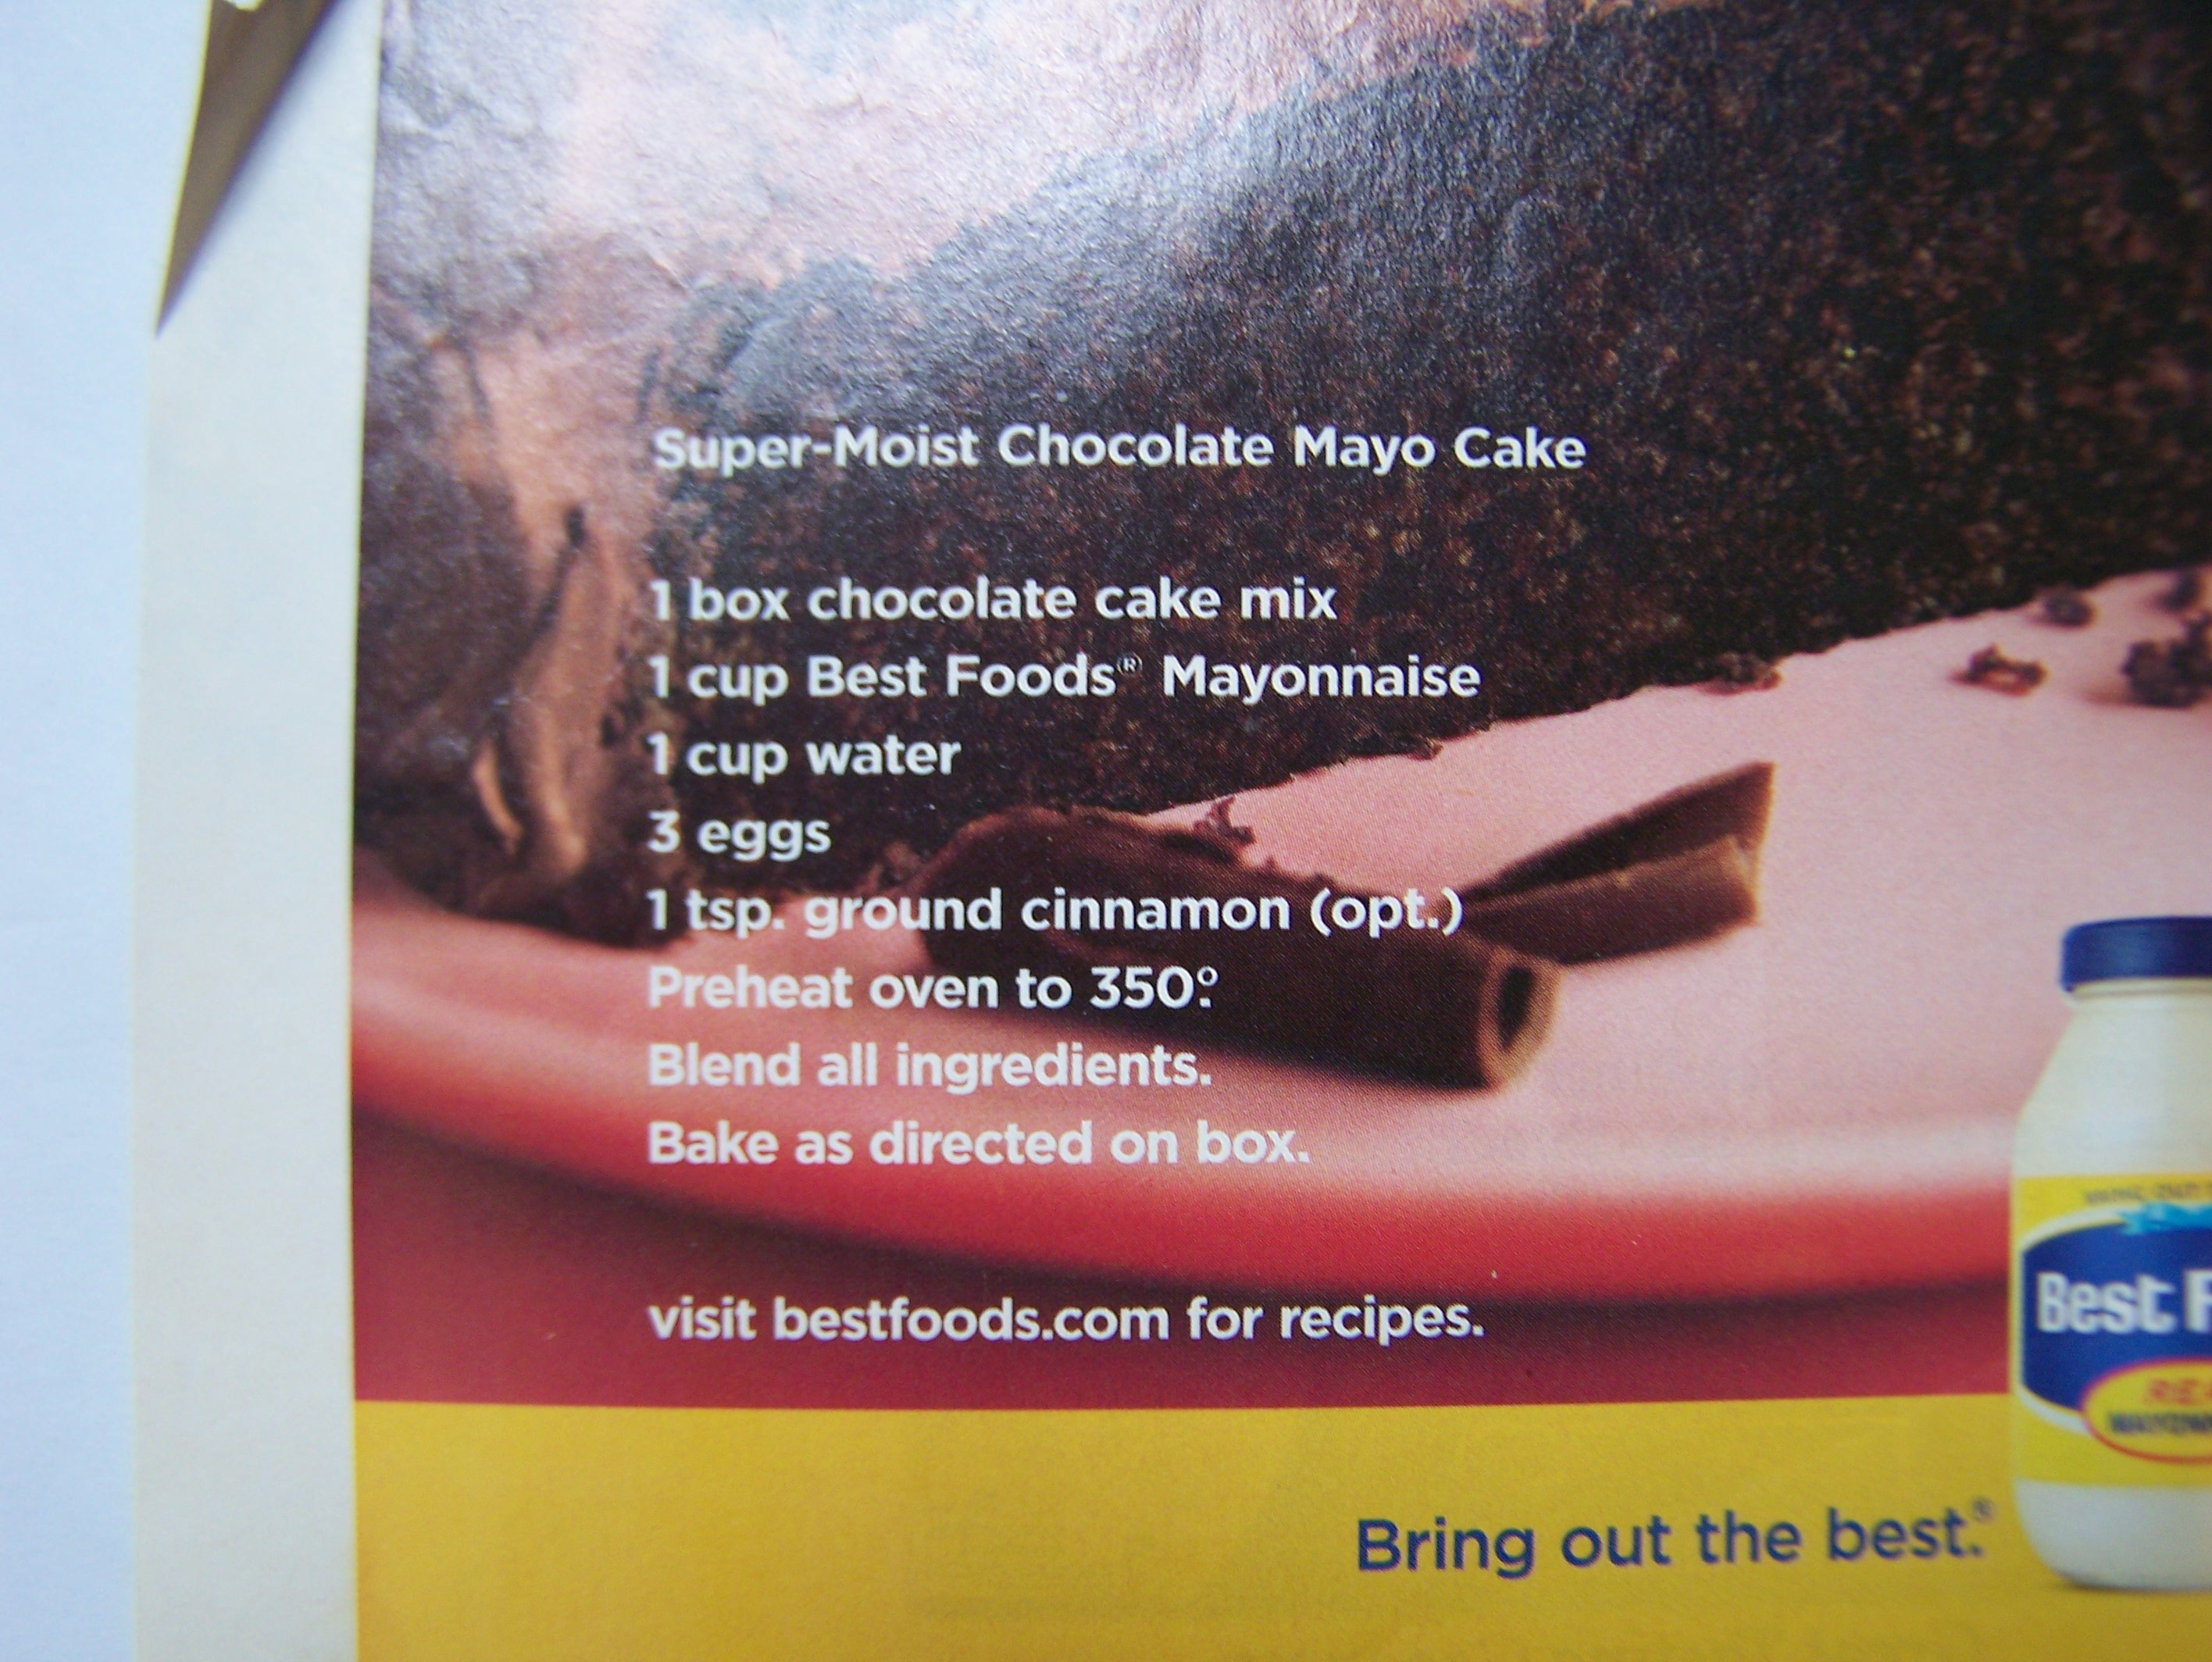 Super-Moist Chocolate Mayo Cake
1 box chocolate cake mix
1 cup Best Foods® Mayonnaise
1 cup water
3 eggs
1 tsp. ground cinnamon (opt.)
Preheat oven to 350°.
Blend all ingredients.
Bake as directed on box.
visit bestfoods.com for recipes.
Best F
Bring out the best.®